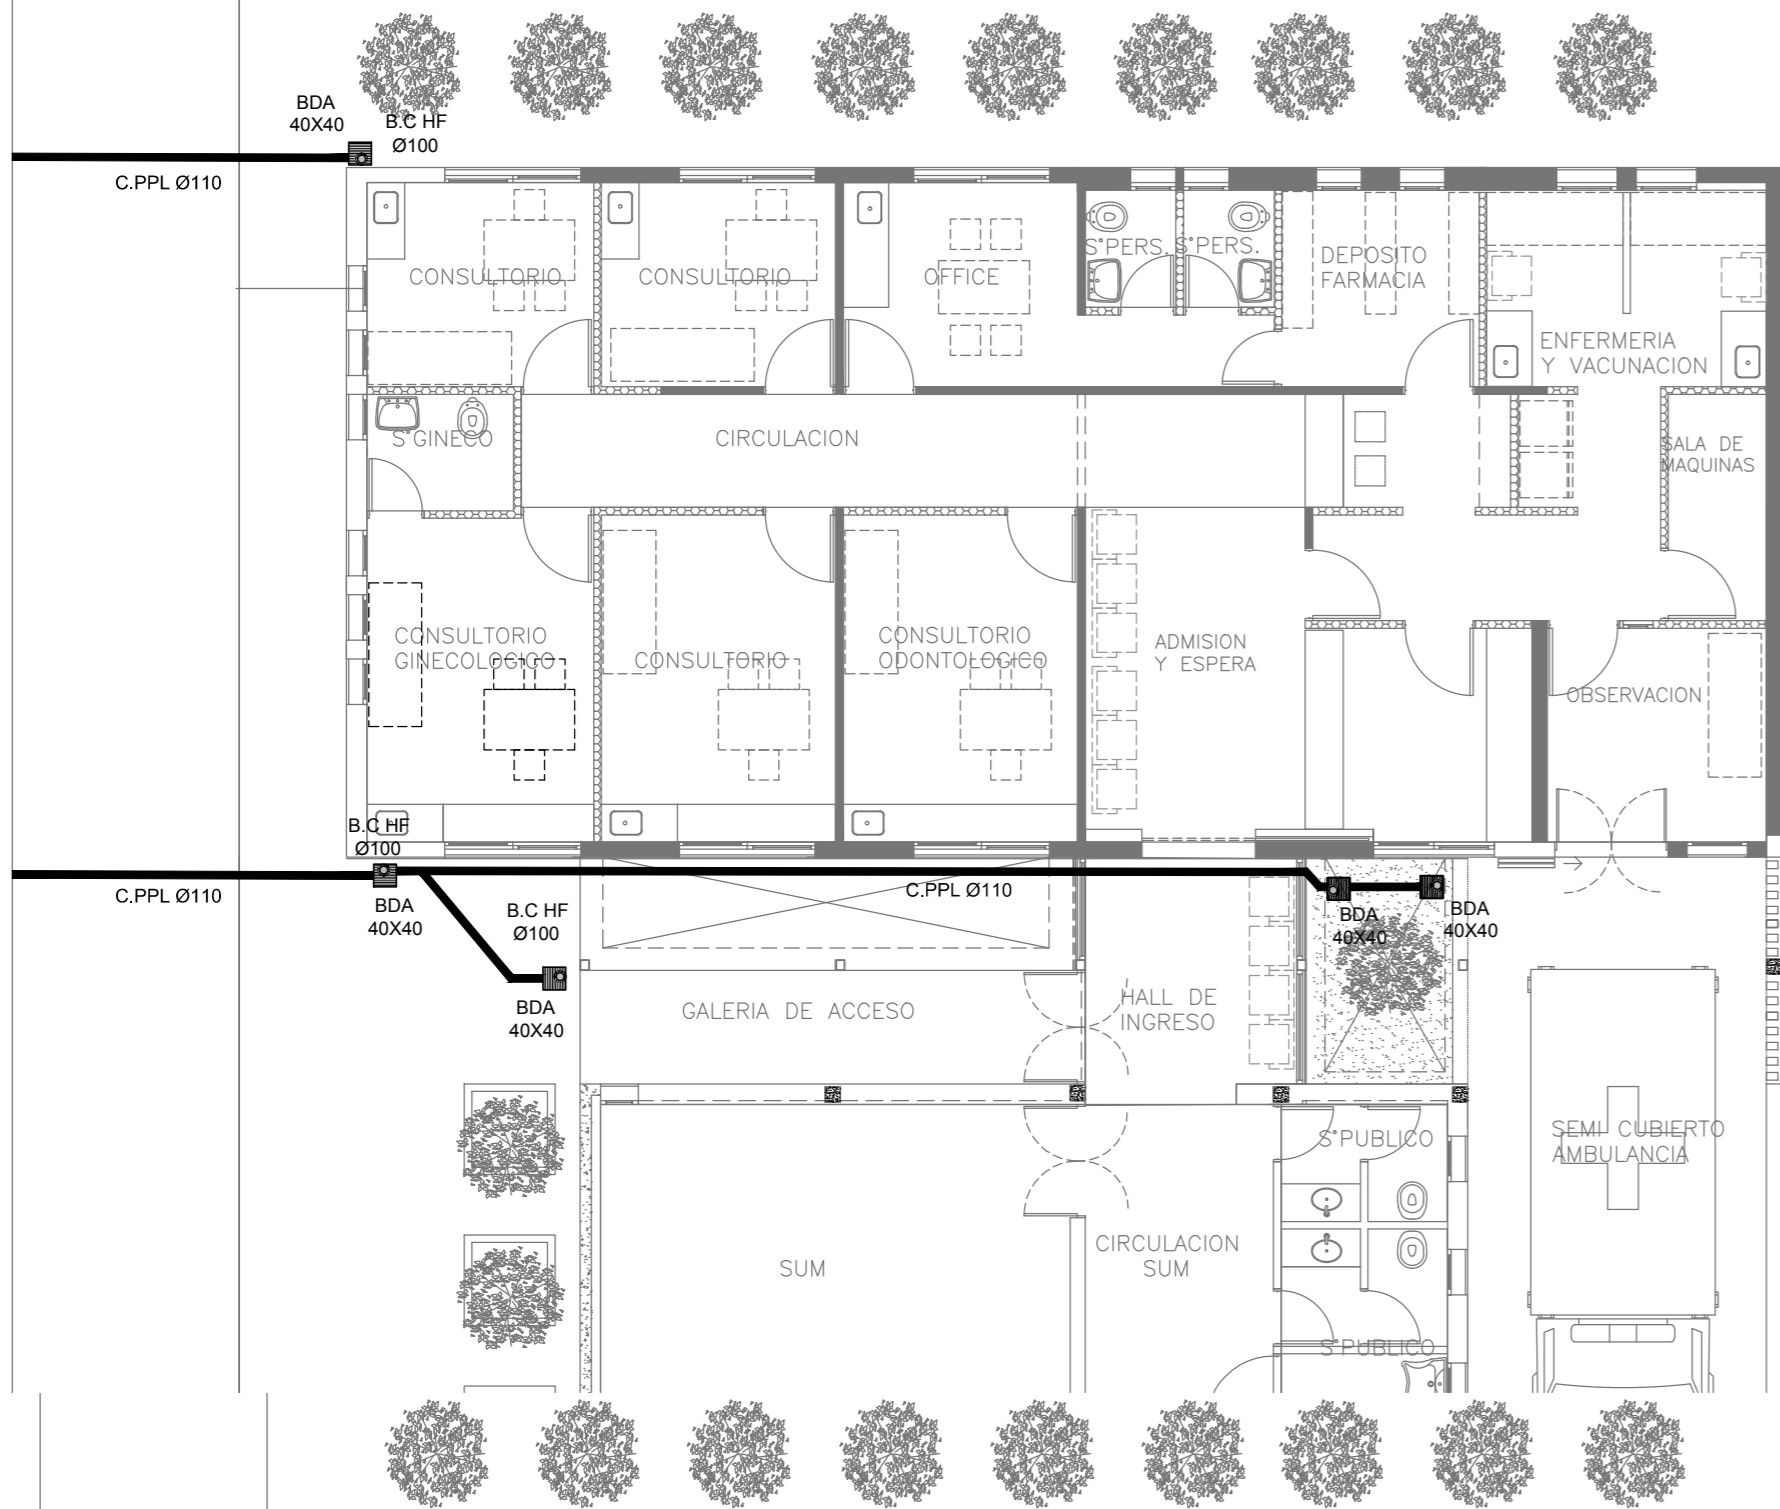 BDA
40X40
B.C HF
Ø100
C.PPL Ø110
CONSULTORIO
CONSULTORIO
OFFICE
S°PERS.
S°PERS.
DEPOSITO
FARMACIA
ENFERMERIA
Y VACUNACION
S°GINECO
CIRCULACION
SALA DE
MAQUINAS
CONSULTORIO
GINECOLOGICO
CONSULTORIO
CONSULTORIO
ODONTOLOGICO
ADMISION
Y ESPERA
OBSERVACION
B.C HF
Ø100
C.PPL Ø110
BDA
40X40
B.C HF
Ø100
C.PPL Ø110
BDA
40X40
BDA
40X40
BDA
40X40
GALERIA DE ACCESO
HALL DE
INGRESO
S°PUBLICO
SEMI CUBIERTO
AMBULANCIA
SUM
CIRCULACION
SUM
S°PUBLICO